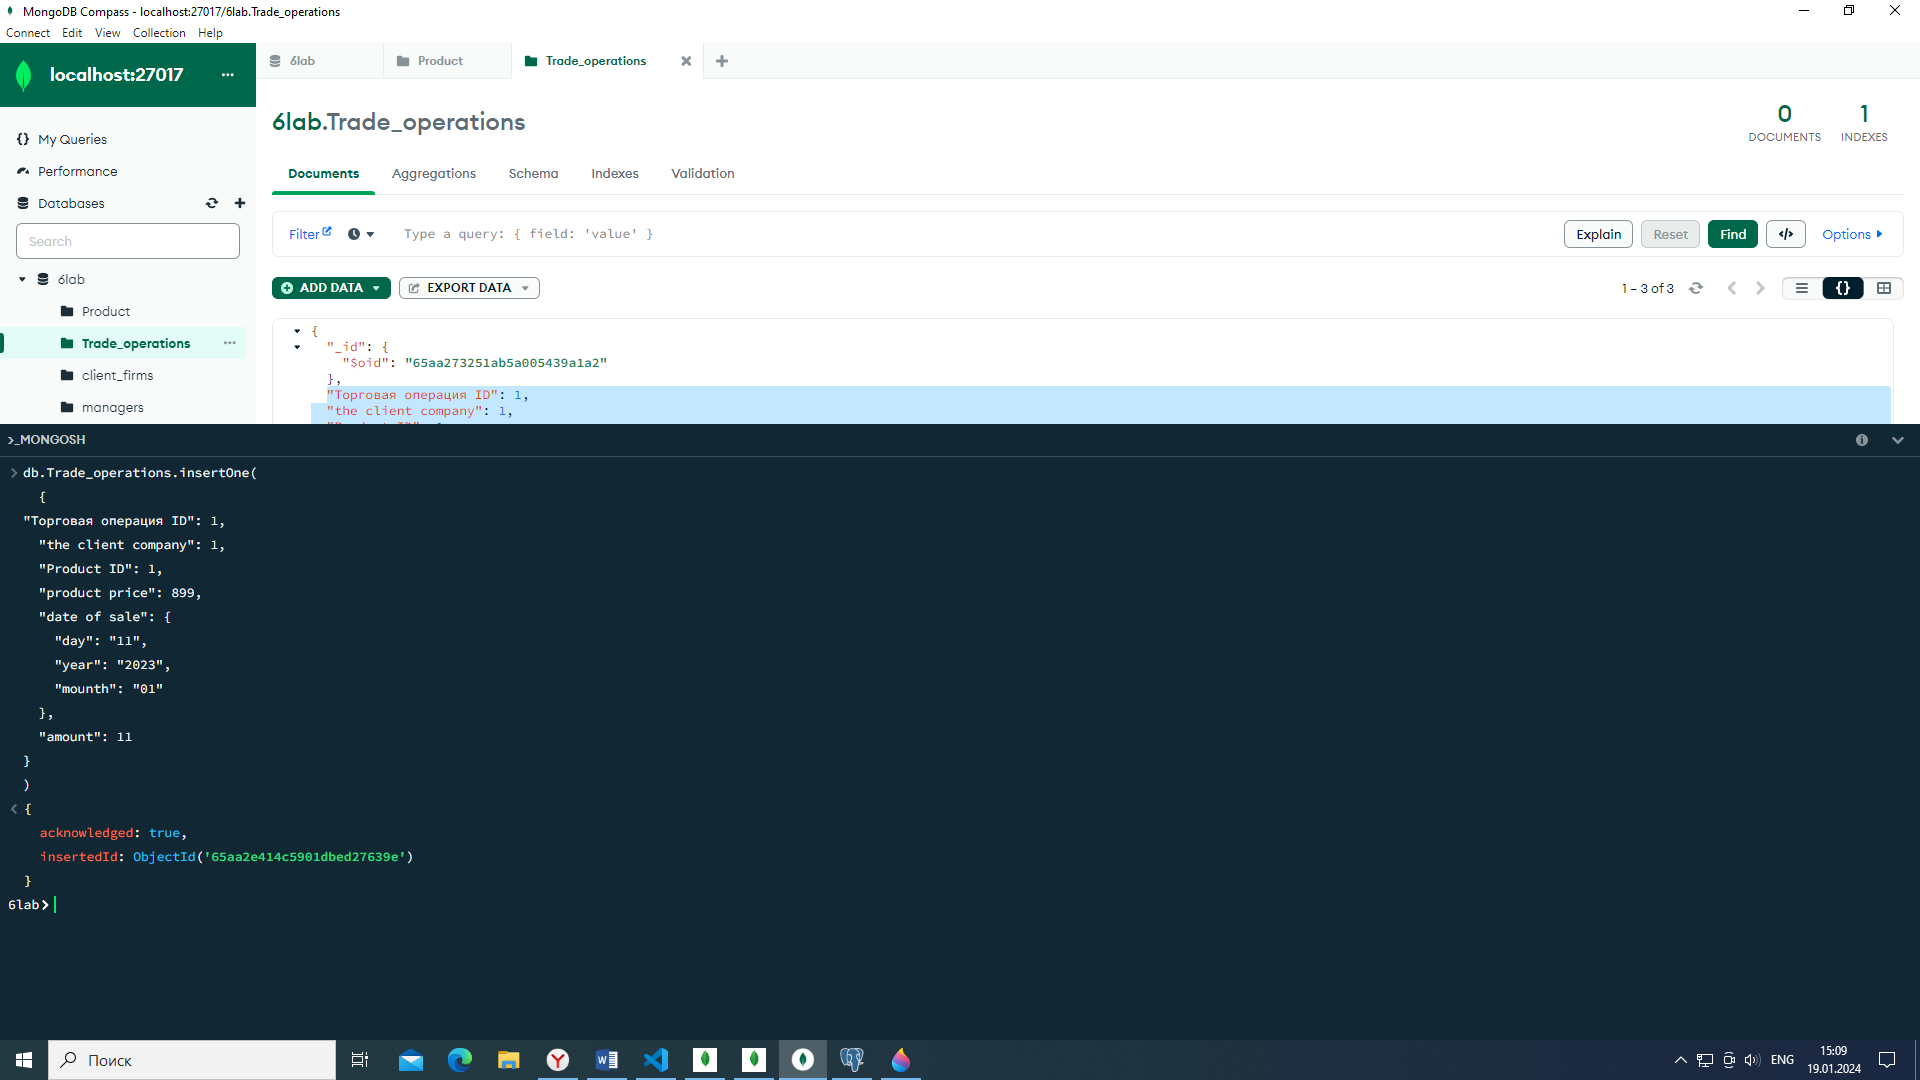 MongoDB Compass - localhost:27017/6lab.Trade_operations
Connect Edit View Collection Help
localhost:27017
6lab
Product
Trade_operations
6lab.Trade_operations
0
DOCUMENTS
1
INDEXES
My Queries
Performance
Databases
Search
6lab
Product
Trade_operations
client_firms
managers
Documents Aggregations Schema Indexes Validation
Filter Type a query: { field: 'value' } Explain Reset Find </> Options
ADD DATA EXPORT DATA 1 – 3 of 3 {}
{
"_id": {
"$oid": "65aa273251ab5a005439a1a2"
},
"Торговая операция ID": 1,
"the client company": 1,
>_MONGOSH
> db.Trade_operations.insertOne(
{
"Торговая операция ID": 1,
"the client company": 1,
"Product ID": 1,
"product price": 899,
"date of sale": {
"day": "11",
"year": "2023",
"mounth": "01"
},
"amount": 11
}
)
< {
acknowledged: true,
insertedId: ObjectId('65aa2e414c5901dbed27639e')
}
6lab>
Поиск
ENG
15:09
19.01.2024